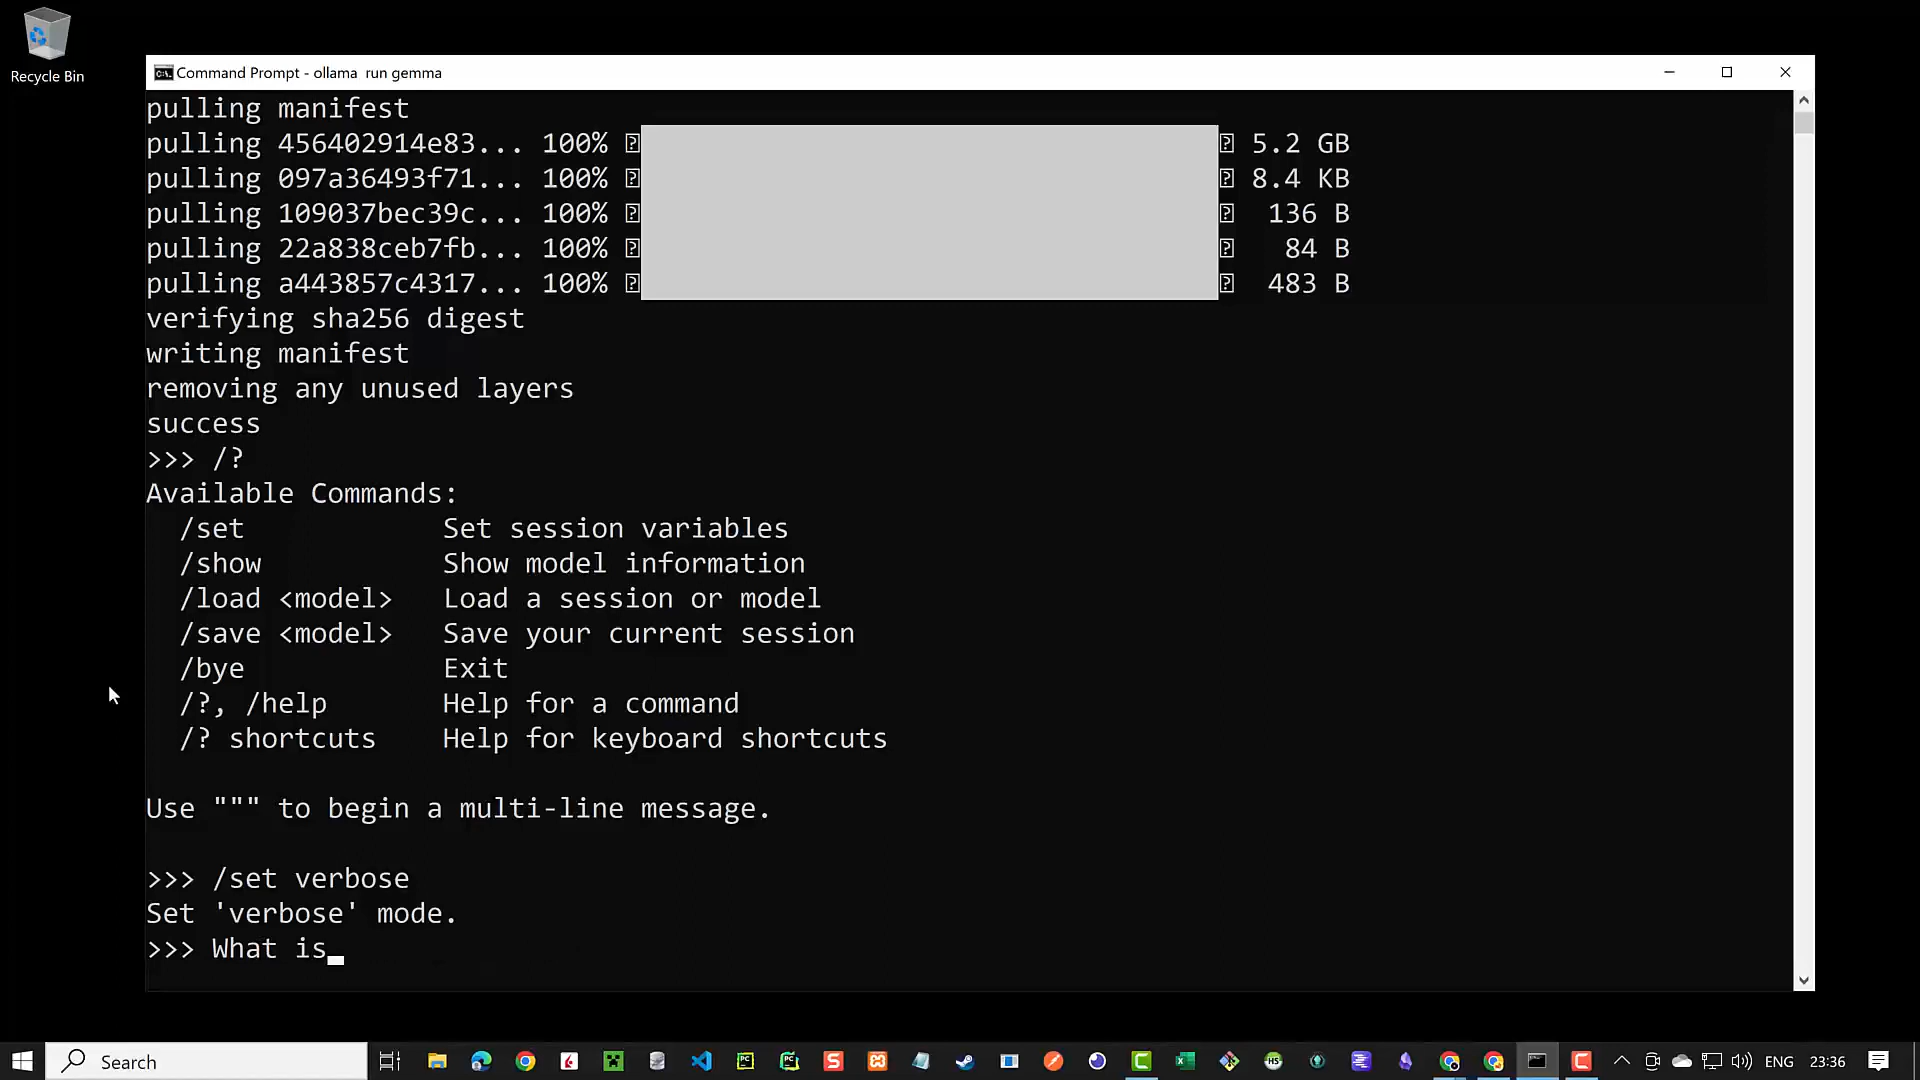 Recycle Bin
Command Prompt - ollama  run gemma
pulling manifest
pulling 456402914e83... 100% 5.2 GB
pulling 097a36493f71... 100% 8.4 KB
pulling 109037bec39c... 100% 136 B
pulling 22a838ceb7fb... 100% 84 B
pulling a443857c4317... 100% 483 B
verifying sha256 digest
writing manifest
removing any unused layers
success
>>> /?
Available Commands:
/set Set session variables
/show Show model information
/load <model> Load a session or model
/save <model> Save your current session
/bye Exit
/?, /help Help for a command
/? shortcuts Help for keyboard shortcuts
Use """ to begin a multi-line message.
>>> /set verbose
Set 'verbose' mode.
>>> What is
Search
ENG 23:36